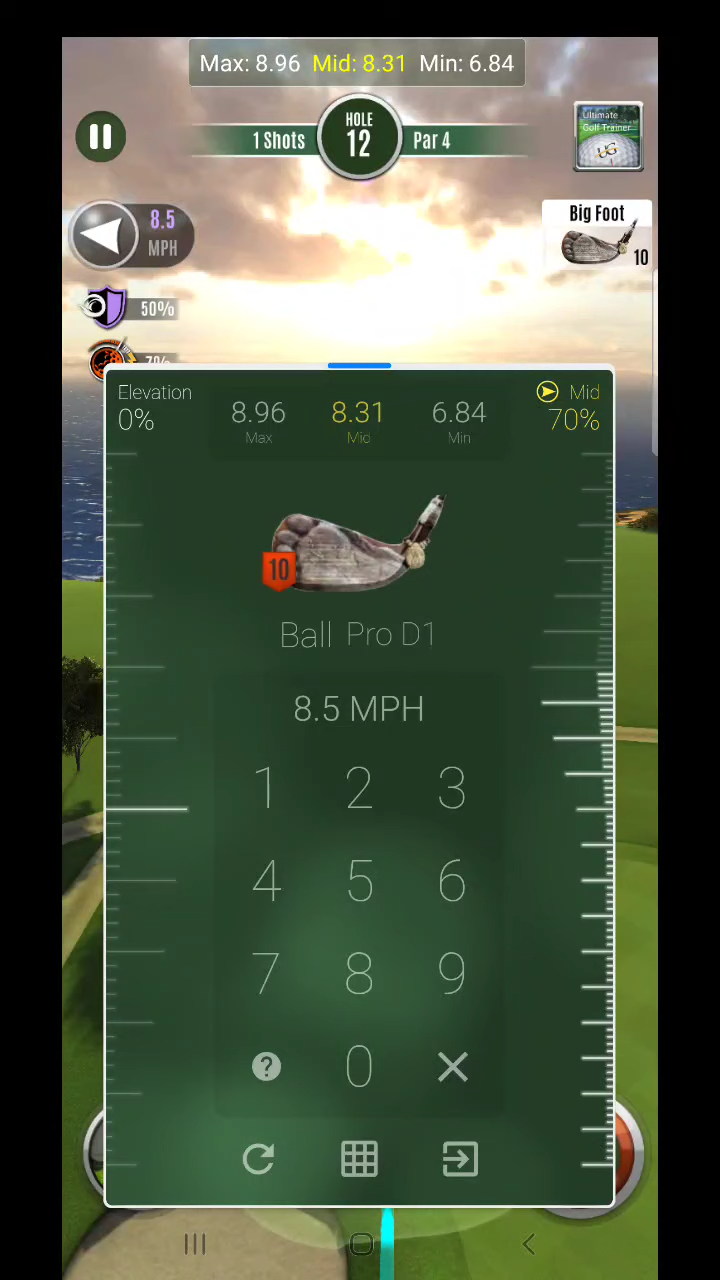 Max: 8.96 Mid: 8.31 Min: 6.84
HOLE
12
1 Shots
Par 4
Ultimate
Golf Trainer
UG
8.5
MPH
Big Foot
10
50%
70%
Elevation
0%
8.96
Max
8.31
Mid
6.84
Min
Mid
70%
10
Ball Pro D1
8.5 MPH
1 2 3
4 5 6
7 8 9
? 0